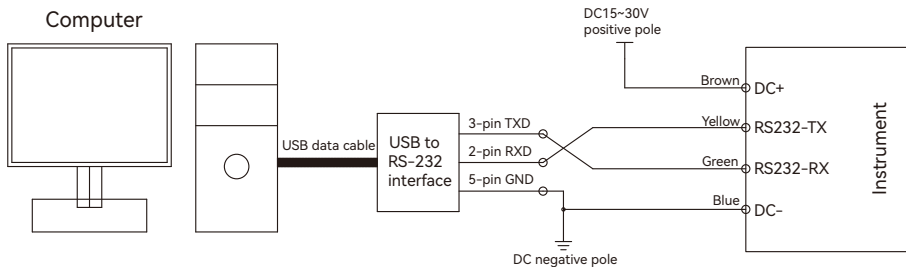 Computer
DC15~30V
positive pole
Brown
DC+
USB data cable
USB to
RS-232
interface
3-pin TXD
2-pin RXD
5-pin GND
Yellow
RS232-TX
Green
RS232-RX
Blue
DC-
DC negative pole
Instrument